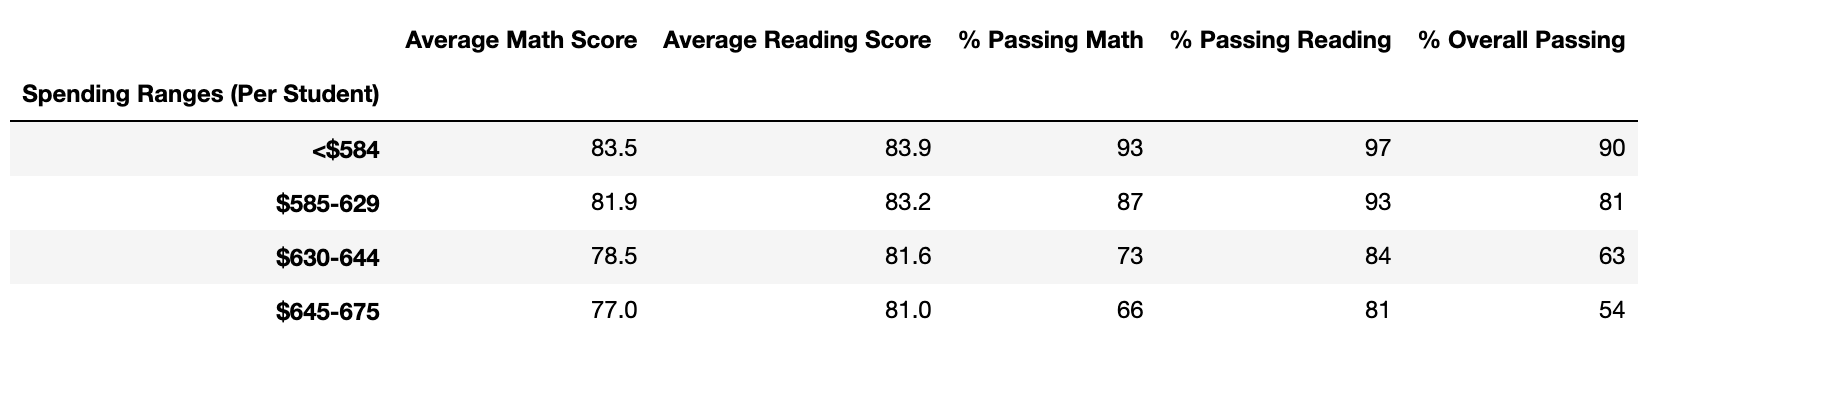 Average Math Score Average Reading Score % Passing Math % Passing Reading % Overall Passing
Spending Ranges (Per Student)
<$584 83.5 83.9 93 97 90
$585-629 81.9 83.2 87 93 81
$630-644 78.5 81.6 73 84 63
$645-675 77.0 81.0 66 81 54